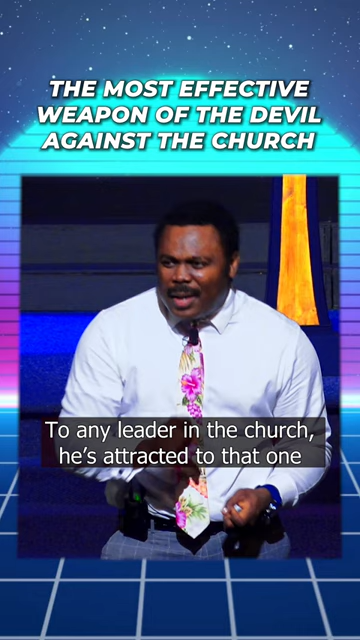 THE MOST EFFECTIVE
WEAPON OF THE DEVIL
AGAINST THE CHURCH
To any leader in the church,
he's attracted to that one